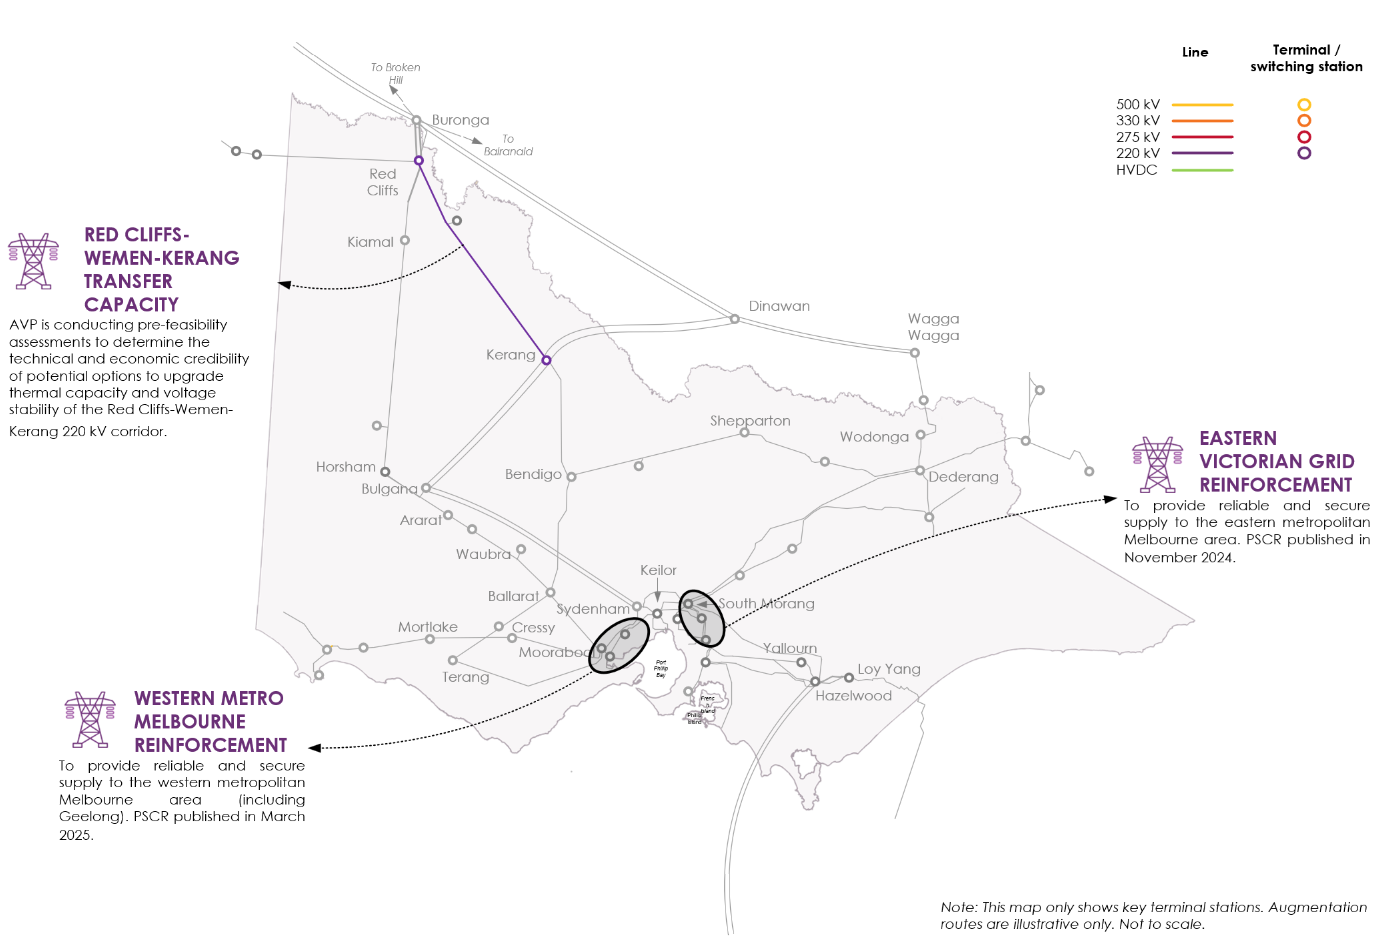 Line
Terminal /
switching station
500 kV
330 kV
275 kV
220 kV
HVDC
To Broken
Hill
Buronga
To
Bairanald
Red
Cliffs
Kiamal
RED CLIFFS-
WEMEN-KERANG
TRANSFER
CAPACITY
AVP is conducting pre-feasibility
assessments to determine the
technical and economic credibility
of potential options to upgrade
thermal capacity and voltage
stability of the Red Cliffs-Wemen-
Kerang 220 kV corridor.
Dinawan
Wagga
Wagga
Kerang
Shepparton
Wodonga
Horsham
Bulgana
Bendigo
Dederang
Ararat
Waubra
EASTERN
VICTORIAN GRID
REINFORCEMENT
To provide reliable and secure
supply to the eastern metropolitan
Melbourne area. PSCR published in
November 2024.
Keilor
Ballarat
Sydenham
South Morang
Mortlake
Cressy
Moorabool
Terang
Yallourn
Loy Yang
Hazelwood
Port
Phillip
Bay
Frenc
h
Island
Phillip
Island
WESTERN METRO
MELBOURNE
REINFORCEMENT
To provide reliable and secure
supply to the western metropolitan
Melbourne area (including
Geelong). PSCR published in March
2025.
Note: This map only shows key terminal stations. Augmentation
routes are illustrative only. Not to scale.